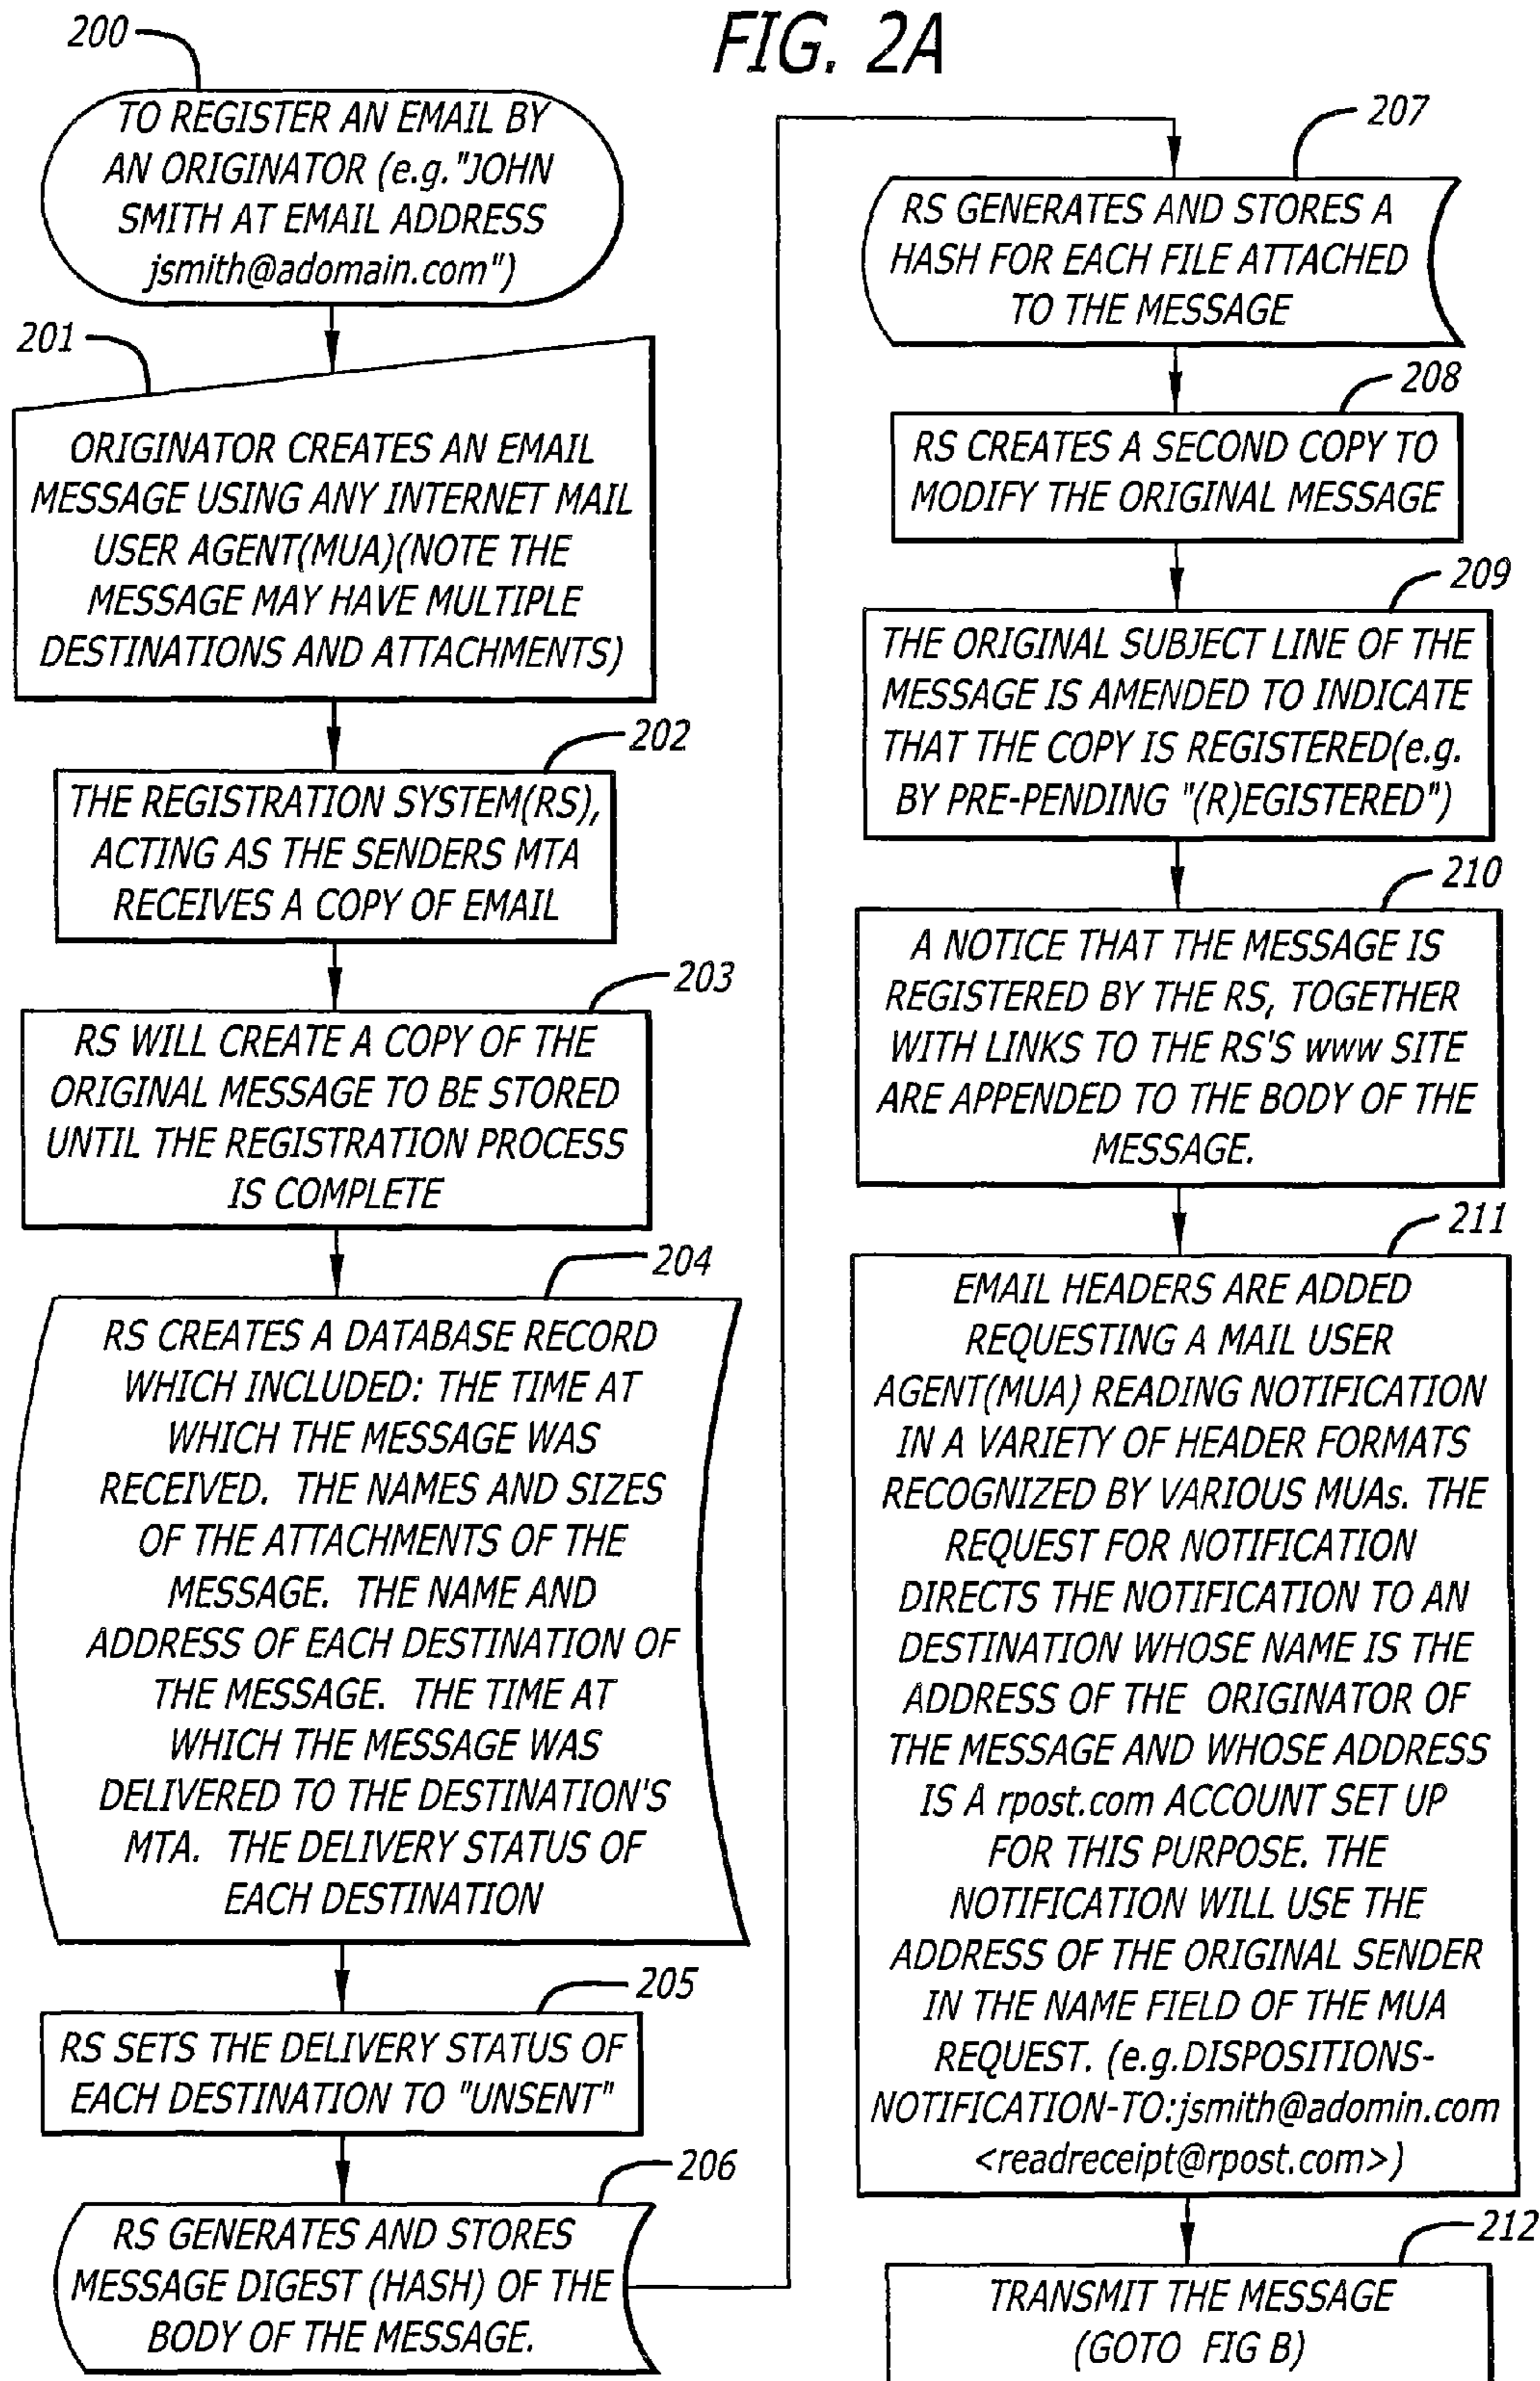 FIG. 2A
200
TO REGISTER AN EMAIL BY
AN ORIGINATOR (e.g."JOHN
SMITH AT EMAIL ADDRESS
jsmith@adomain.com")
201
ORIGINATOR CREATES AN EMAIL
MESSAGE USING ANY INTERNET MAIL
USER AGENT(MUA)(NOTE THE
MESSAGE MAY HAVE MULTIPLE
DESTINATIONS AND ATTACHMENTS)
202
THE REGISTRATION SYSTEM(RS),
ACTING AS THE SENDERS MTA
RECEIVES A COPY OF EMAIL
203
RS WILL CREATE A COPY OF THE
ORIGINAL MESSAGE TO BE STORED
UNTIL THE REGISTRATION PROCESS
IS COMPLETE
204
RS CREATES A DATABASE RECORD
WHICH INCLUDED: THE TIME AT
WHICH THE MESSAGE WAS
RECEIVED. THE NAMES AND SIZES
OF THE ATTACHMENTS OF THE
MESSAGE. THE NAME AND
ADDRESS OF EACH DESTINATION OF
THE MESSAGE. THE TIME AT
WHICH THE MESSAGE WAS
DELIVERED TO THE DESTINATION'S
MTA. THE DELIVERY STATUS OF
EACH DESTINATION
205
RS SETS THE DELIVERY STATUS OF
EACH DESTINATION TO "UNSENT"
206
RS GENERATES AND STORES
MESSAGE DIGEST (HASH) OF THE
BODY OF THE MESSAGE.
207
RS GENERATES AND STORES A
HASH FOR EACH FILE ATTACHED
TO THE MESSAGE
208
RS CREATES A SECOND COPY TO
MODIFY THE ORIGINAL MESSAGE
209
THE ORIGINAL SUBJECT LINE OF THE
MESSAGE IS AMENDED TO INDICATE
THAT THE COPY IS REGISTERED(e.g.
BY PRE-PENDING "(R)EGISTERED")
210
A NOTICE THAT THE MESSAGE IS
REGISTERED BY THE RS, TOGETHER
WITH LINKS TO THE RS'S www SITE
ARE APPENDED TO THE BODY OF THE
MESSAGE.
211
EMAIL HEADERS ARE ADDED
REQUESTING A MAIL USER
AGENT(MUA) READING NOTIFICATION
IN A VARIETY OF HEADER FORMATS
RECOGNIZED BY VARIOUS MUAs. THE
REQUEST FOR NOTIFICATION
DIRECTS THE NOTIFICATION TO AN
DESTINATION WHOSE NAME IS THE
ADDRESS OF THE ORIGINATOR OF
THE MESSAGE AND WHOSE ADDRESS
IS A rpost.com ACCOUNT SET UP
FOR THIS PURPOSE. THE
NOTIFICATION WILL USE THE
ADDRESS OF THE ORIGINAL SENDER
IN THE NAME FIELD OF THE MUA
REQUEST. (e.g.DISPOSITIONS-
NOTIFICATION-TO:jsmith@adomin.com
<readreceipt@rpost.com>)
212
TRANSMIT THE MESSAGE
(GOTO FIG B)